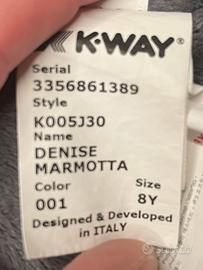 K-WAY®
Serial
3356861389
Style
K005J30
Name
DENISE
MARMOTTA
Color Size
001 8Y
Designed & Developed
in ITALY